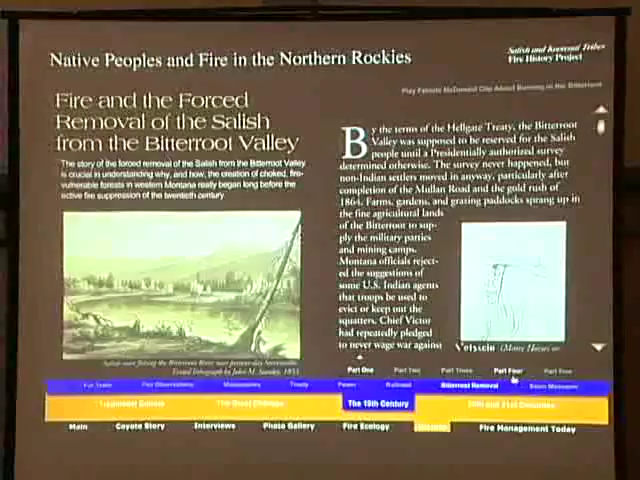 Native Peoples and Fire in the Northern Rockies
Salish and Kootenai Tribes
Fire History Project
Fire and the Forced
Removal of the Salish
from the Bitterroot Valley
The story of the forced removal of the Salish from the Bitterroot Valley
is crucial in understanding why, and how, the creation of choked, fire-
vulnerable forests in western Montana really began long before the
active fire suppression of the twentieth century.
Clip About Burning in the Bitterroot
By the terms of the Hellgate Treaty, the Bitterroot
Valley was supposed to be reserved for the Salish
people until a Presidentially authorized survey
determined otherwise. The survey never happened, but
non-Indian settlers moved in anyway, particularly after
completion of the Mullan Road and the gold rush of
1864. Farms, gardens, and grazing paddocks sprang up in
the fine agricultural lands
of the Bitterroot to sup-
ply the military parties
and mining camps.
Montana officials reject-
ed the suggestions of
some U.S. Indian agents
that troops be used to
evict or keep out the
squatters. Chief Victor
had repeatedly pledged
to never wage war against
Part One Part Two Part Three Part Four Part Five
Fur Trade Fire Observations Missionaries Treaty Power Railroad Bitterroot Removal
The 19th Century
Main Coyote Story Interviews Photo Gallery Fire Ecology Fire Management Today